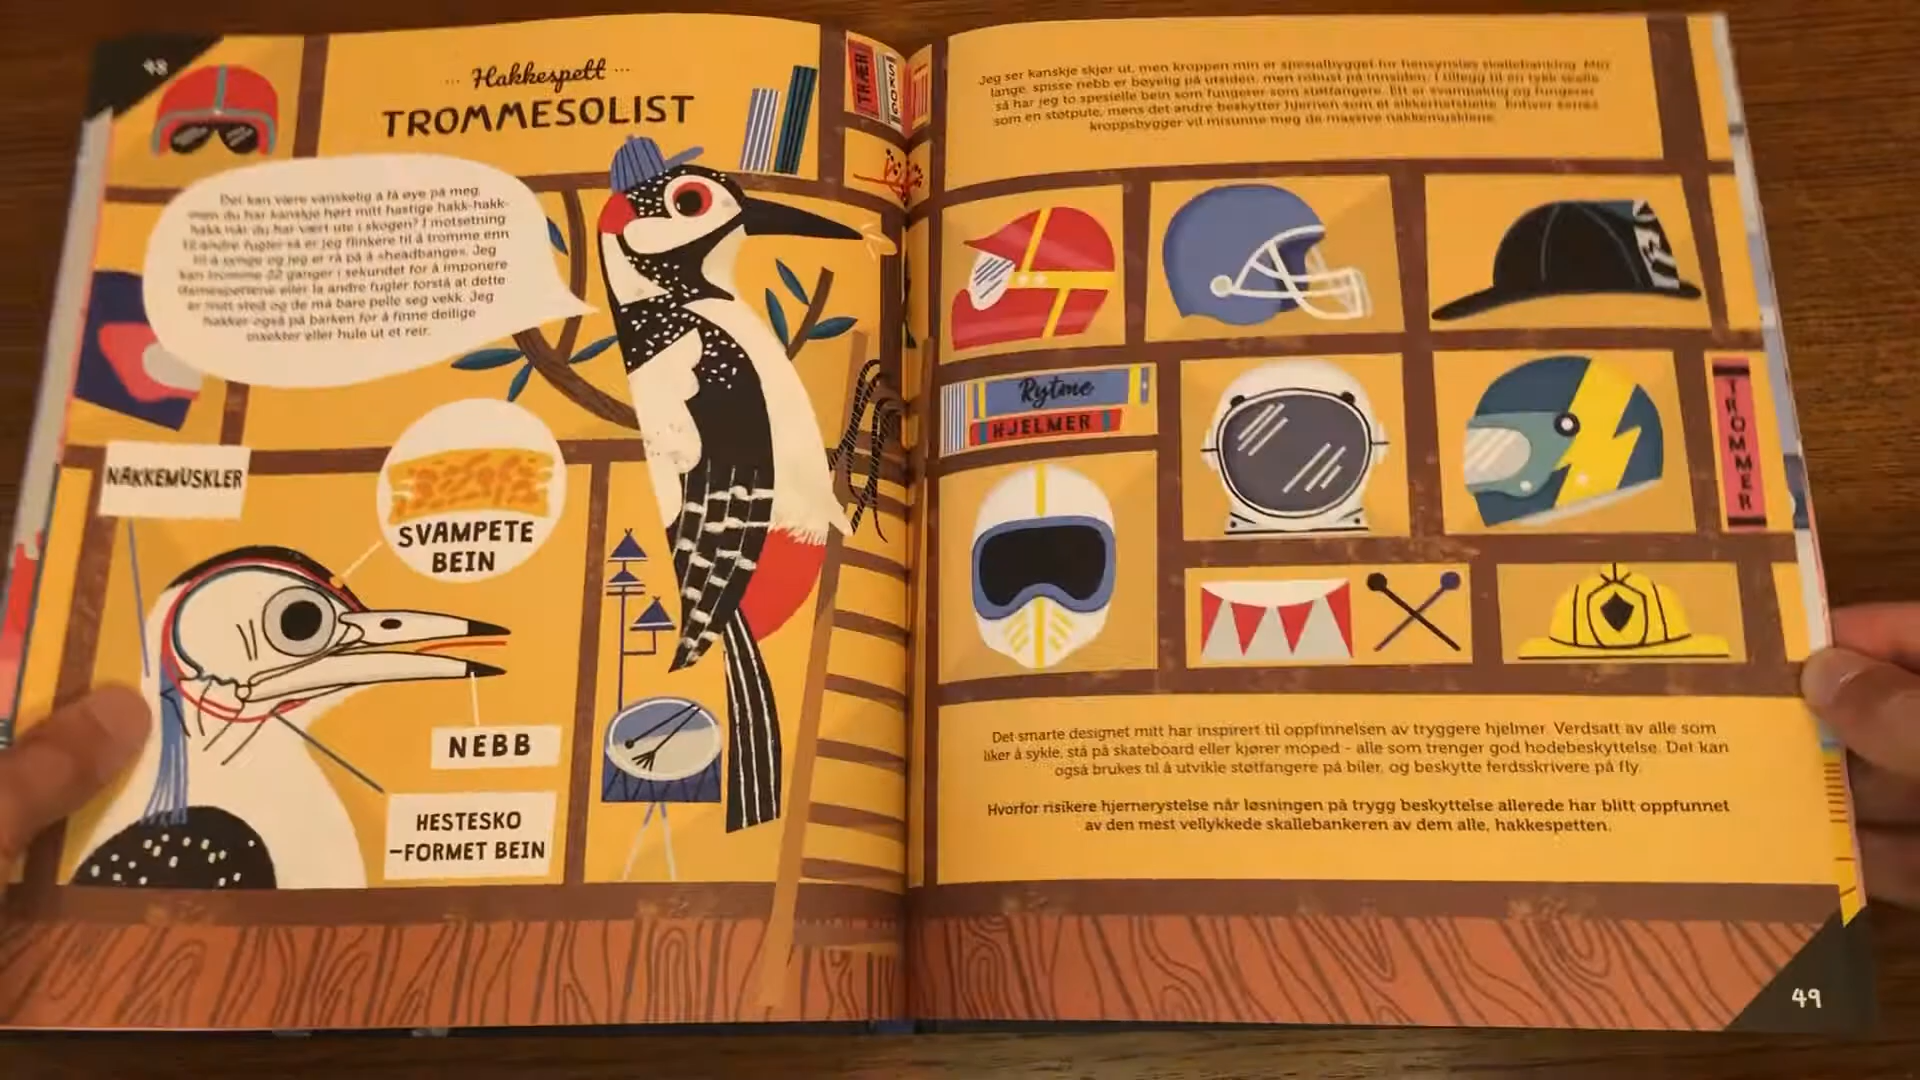 48
Hakkespett
TROMMESOLIST
TRÆR
Det kan være vanskelig å få øye på meg,
men du har kanskje hørt mitt hastige hakk-hakk-
hakk når du har vært ute i skogen? I motsetning
til andre fugler så er jeg flinkere til å tromme enn
til å synge og jeg er rå på å «headbange». Jeg
kan tromme 22 ganger i sekundet for å imponere
damespettene eller la andre fugler forstå at dette
er mitt sted og de må bare pelle seg vekk. Jeg
hakker også på barken for å finne deilige
insekter eller hule ut et reir.
NAKKEMUSKLER
SVAMPETE
BEIN
NEBB
HESTESKO
-FORMET BEIN
Jeg ser kanskje skjør ut, men kroppen min er spesialbygget for hensynsløs skallebanking. Mitt
lange, spisse nebb er bøyelig på utsiden, men robust på innsiden. I tillegg til en tykk skalle
så har jeg to spesielle bein som fungerer som støtfangere. Ett er svampaktig og fungerer
som en støtpute, mens det andre beskytter hjernen som et sikkerhetsbelte. Enhver seriøs
kroppsbygger vil misunne meg de massive nakkemusklene.
Rytme
HJELMER
TROMMER
Det smarte designet mitt har inspirert til oppfinnelsen av tryggere hjelmer. Verdsatt av alle som
liker å sykle, stå på skateboard eller kjører moped - alle som trenger god hodebeskyttelse. Det kan
også brukes til å utvikle støtfangere på biler, og beskytte ferdsskrivere på fly.
Hvorfor risikere hjernerystelse når løsningen på trygg beskyttelse allerede har blitt oppfunnet
av den mest vellykkede skallebankeren av dem alle, hakkespetten.
49